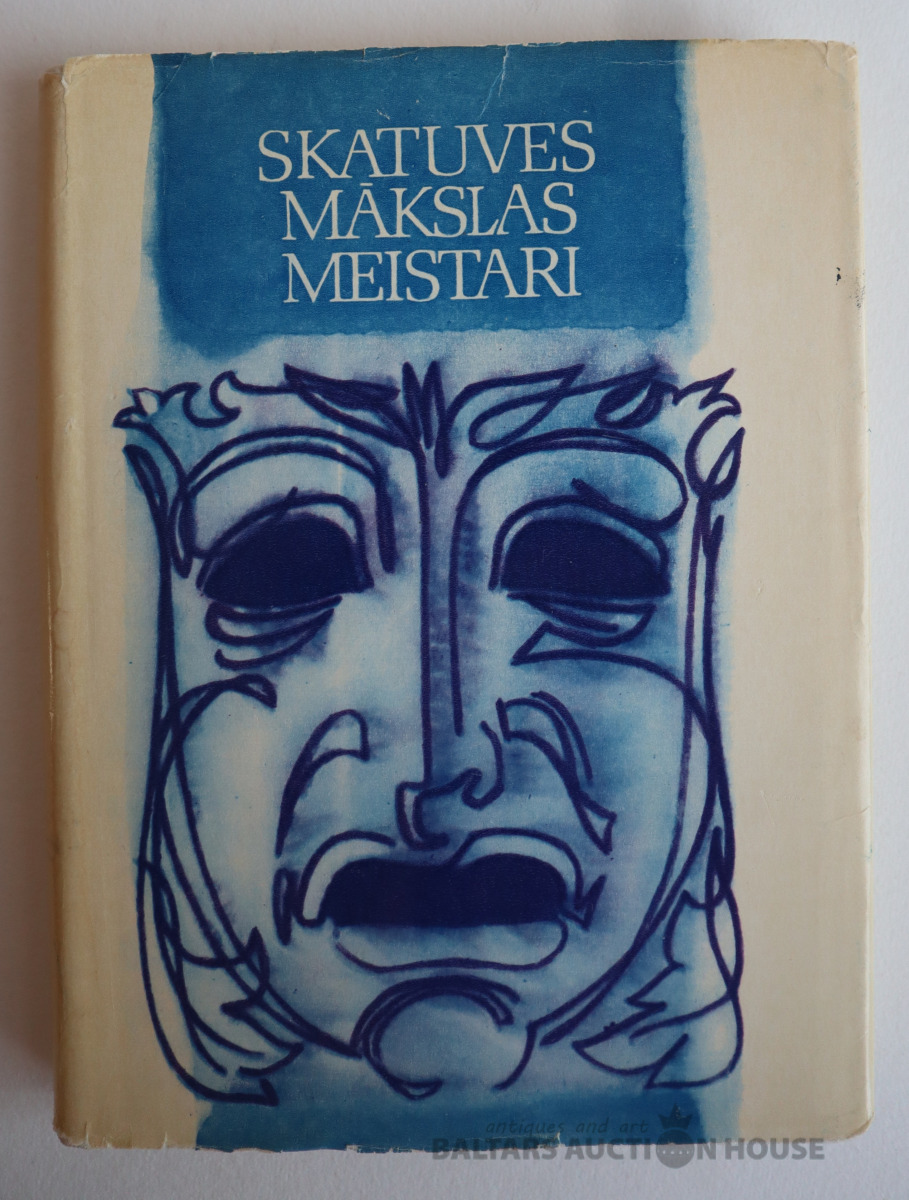 SKATUVES
MĀKSLAS
MEISTARI
antiques and art
BALTARS AUCTION HOUSE